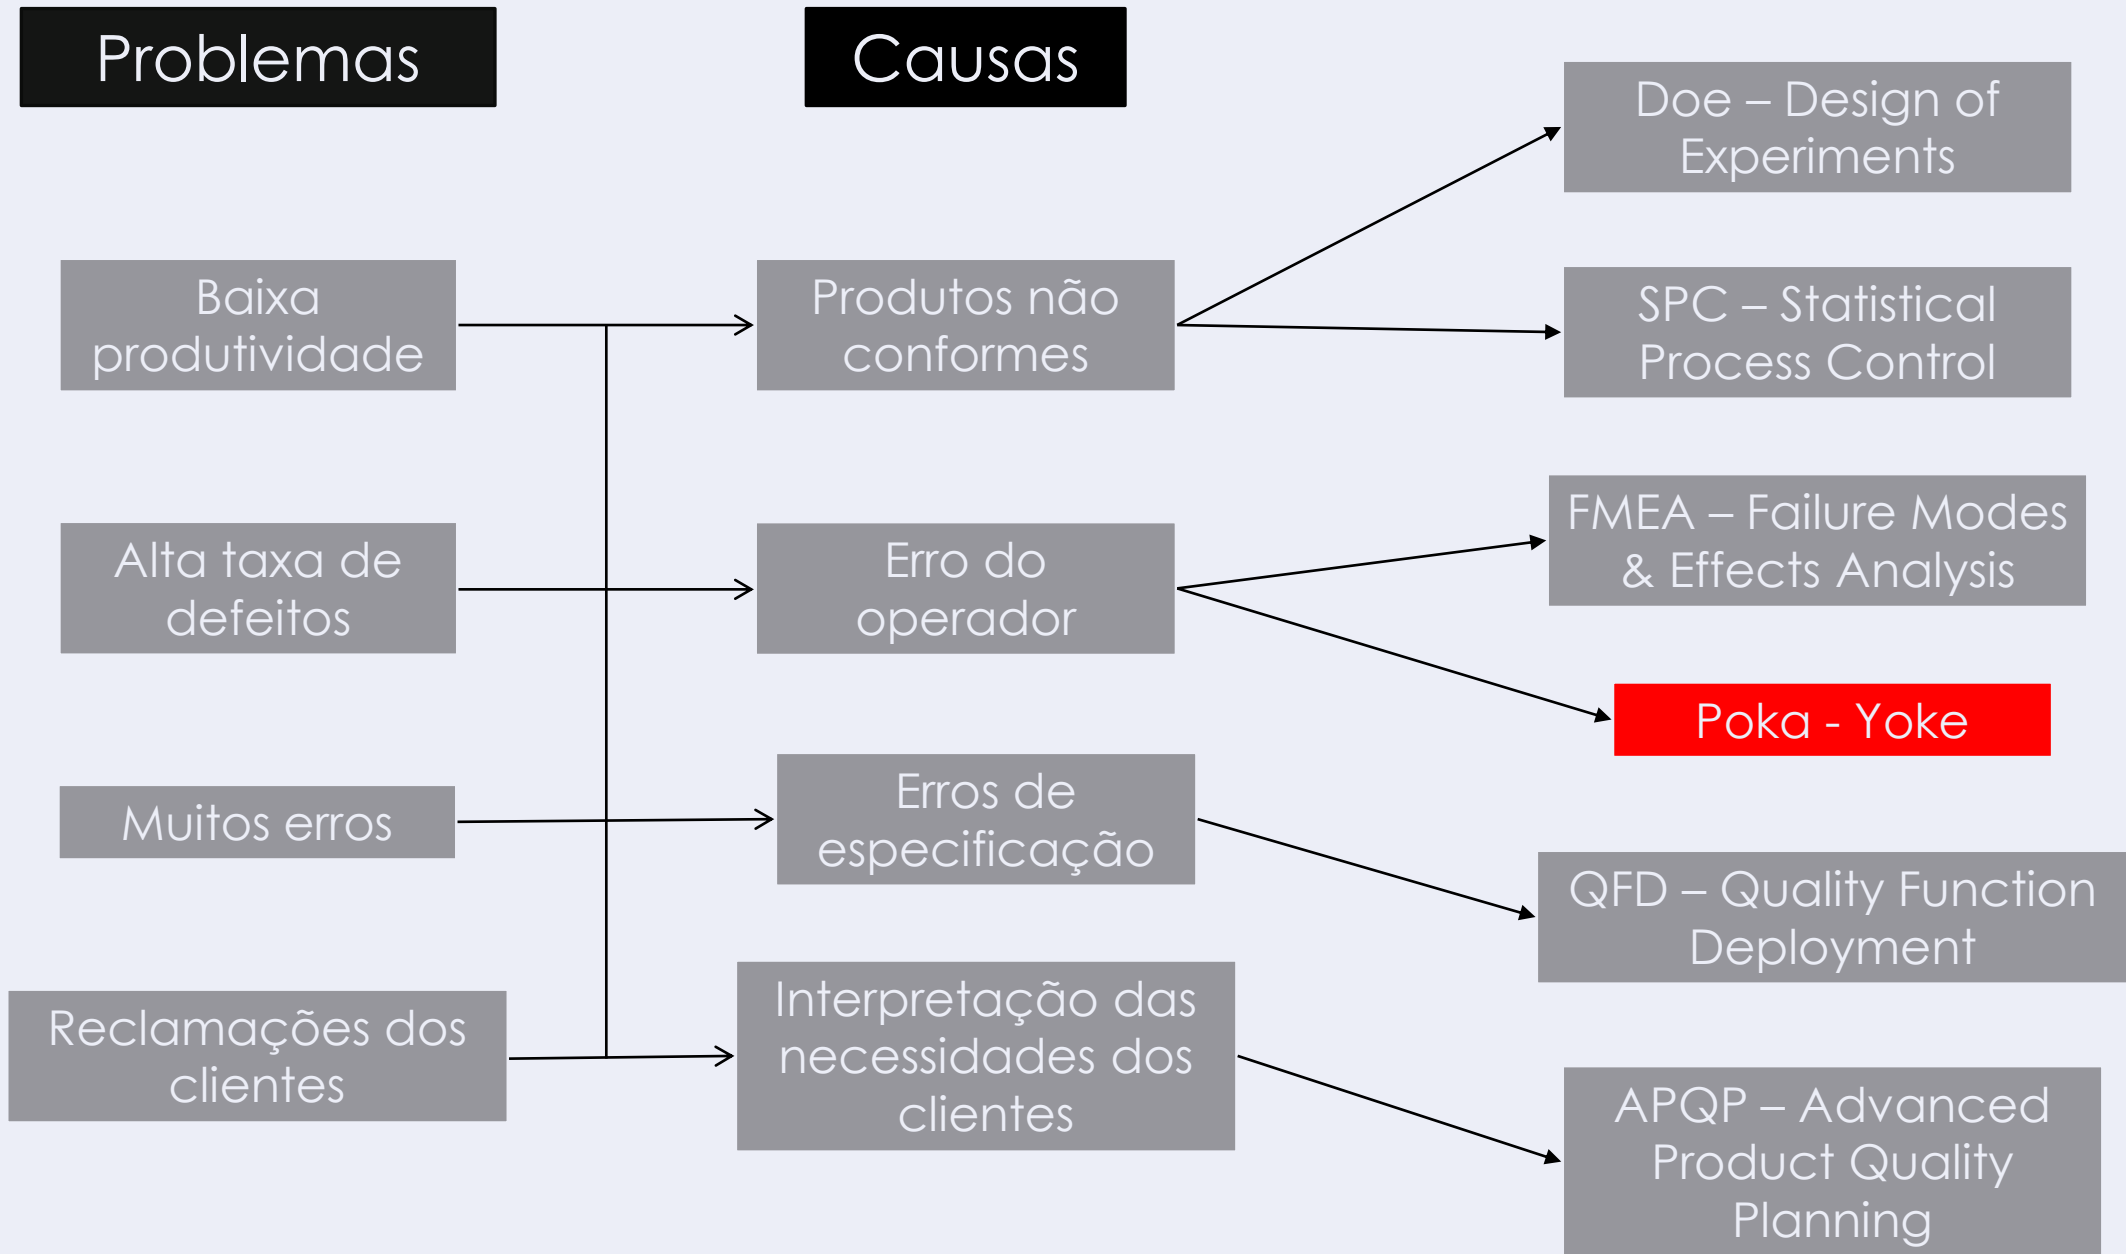 Problemas
Causas
Doe – Design of
Experiments
Baixa
produtividade
Produtos não
conformes
SPC – Statistical
Process Control
Alta taxa de
defeitos
Erro do
operador
FMEA – Failure Modes
& Effects Analysis
Poka - Yoke
Muitos erros
Erros de
especificação
QFD – Quality Function
Deployment
Reclamações dos
clientes
Interpretação das
necessidades dos
clientes
APQP – Advanced
Product Quality
Planning